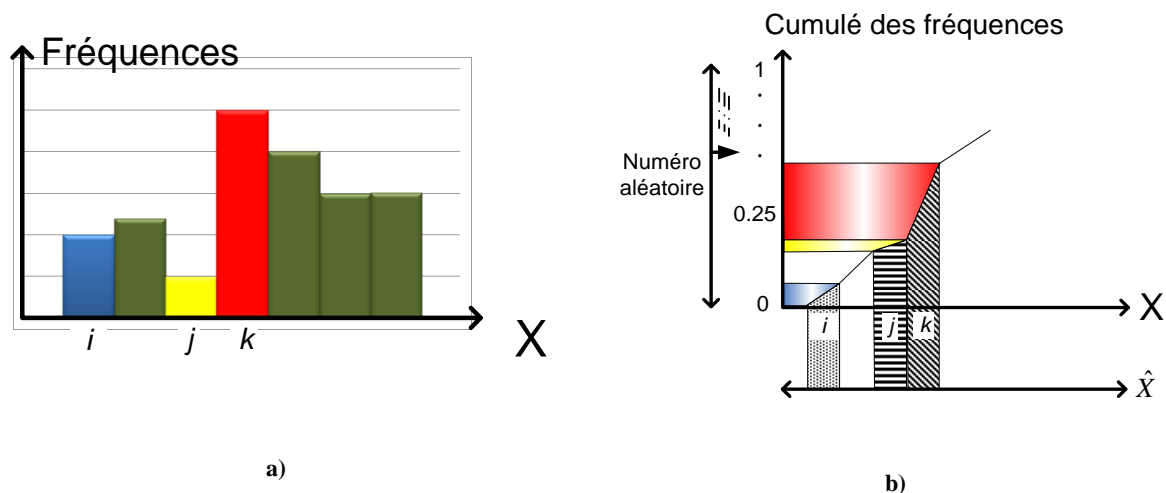 Fréquences
i
j
k
X
a)
Cumulé des fréquences
1
.
.
.
Numéro
aléatoire
0.25
0
X
i
j
k
X̂
b)